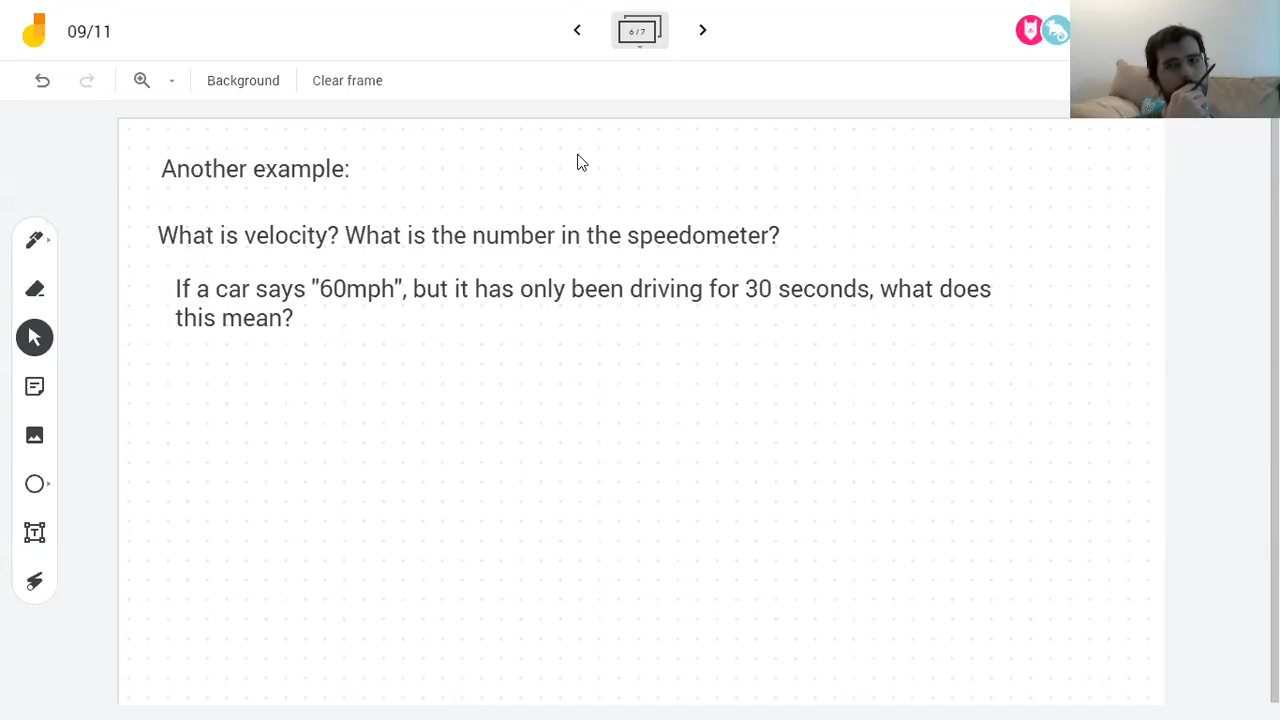 09/11
6 / 7
Background
Clear frame
Another example:
What is velocity? What is the number in the speedometer?
If a car says "60mph", but it has only been driving for 30 seconds, what does
this mean?
T